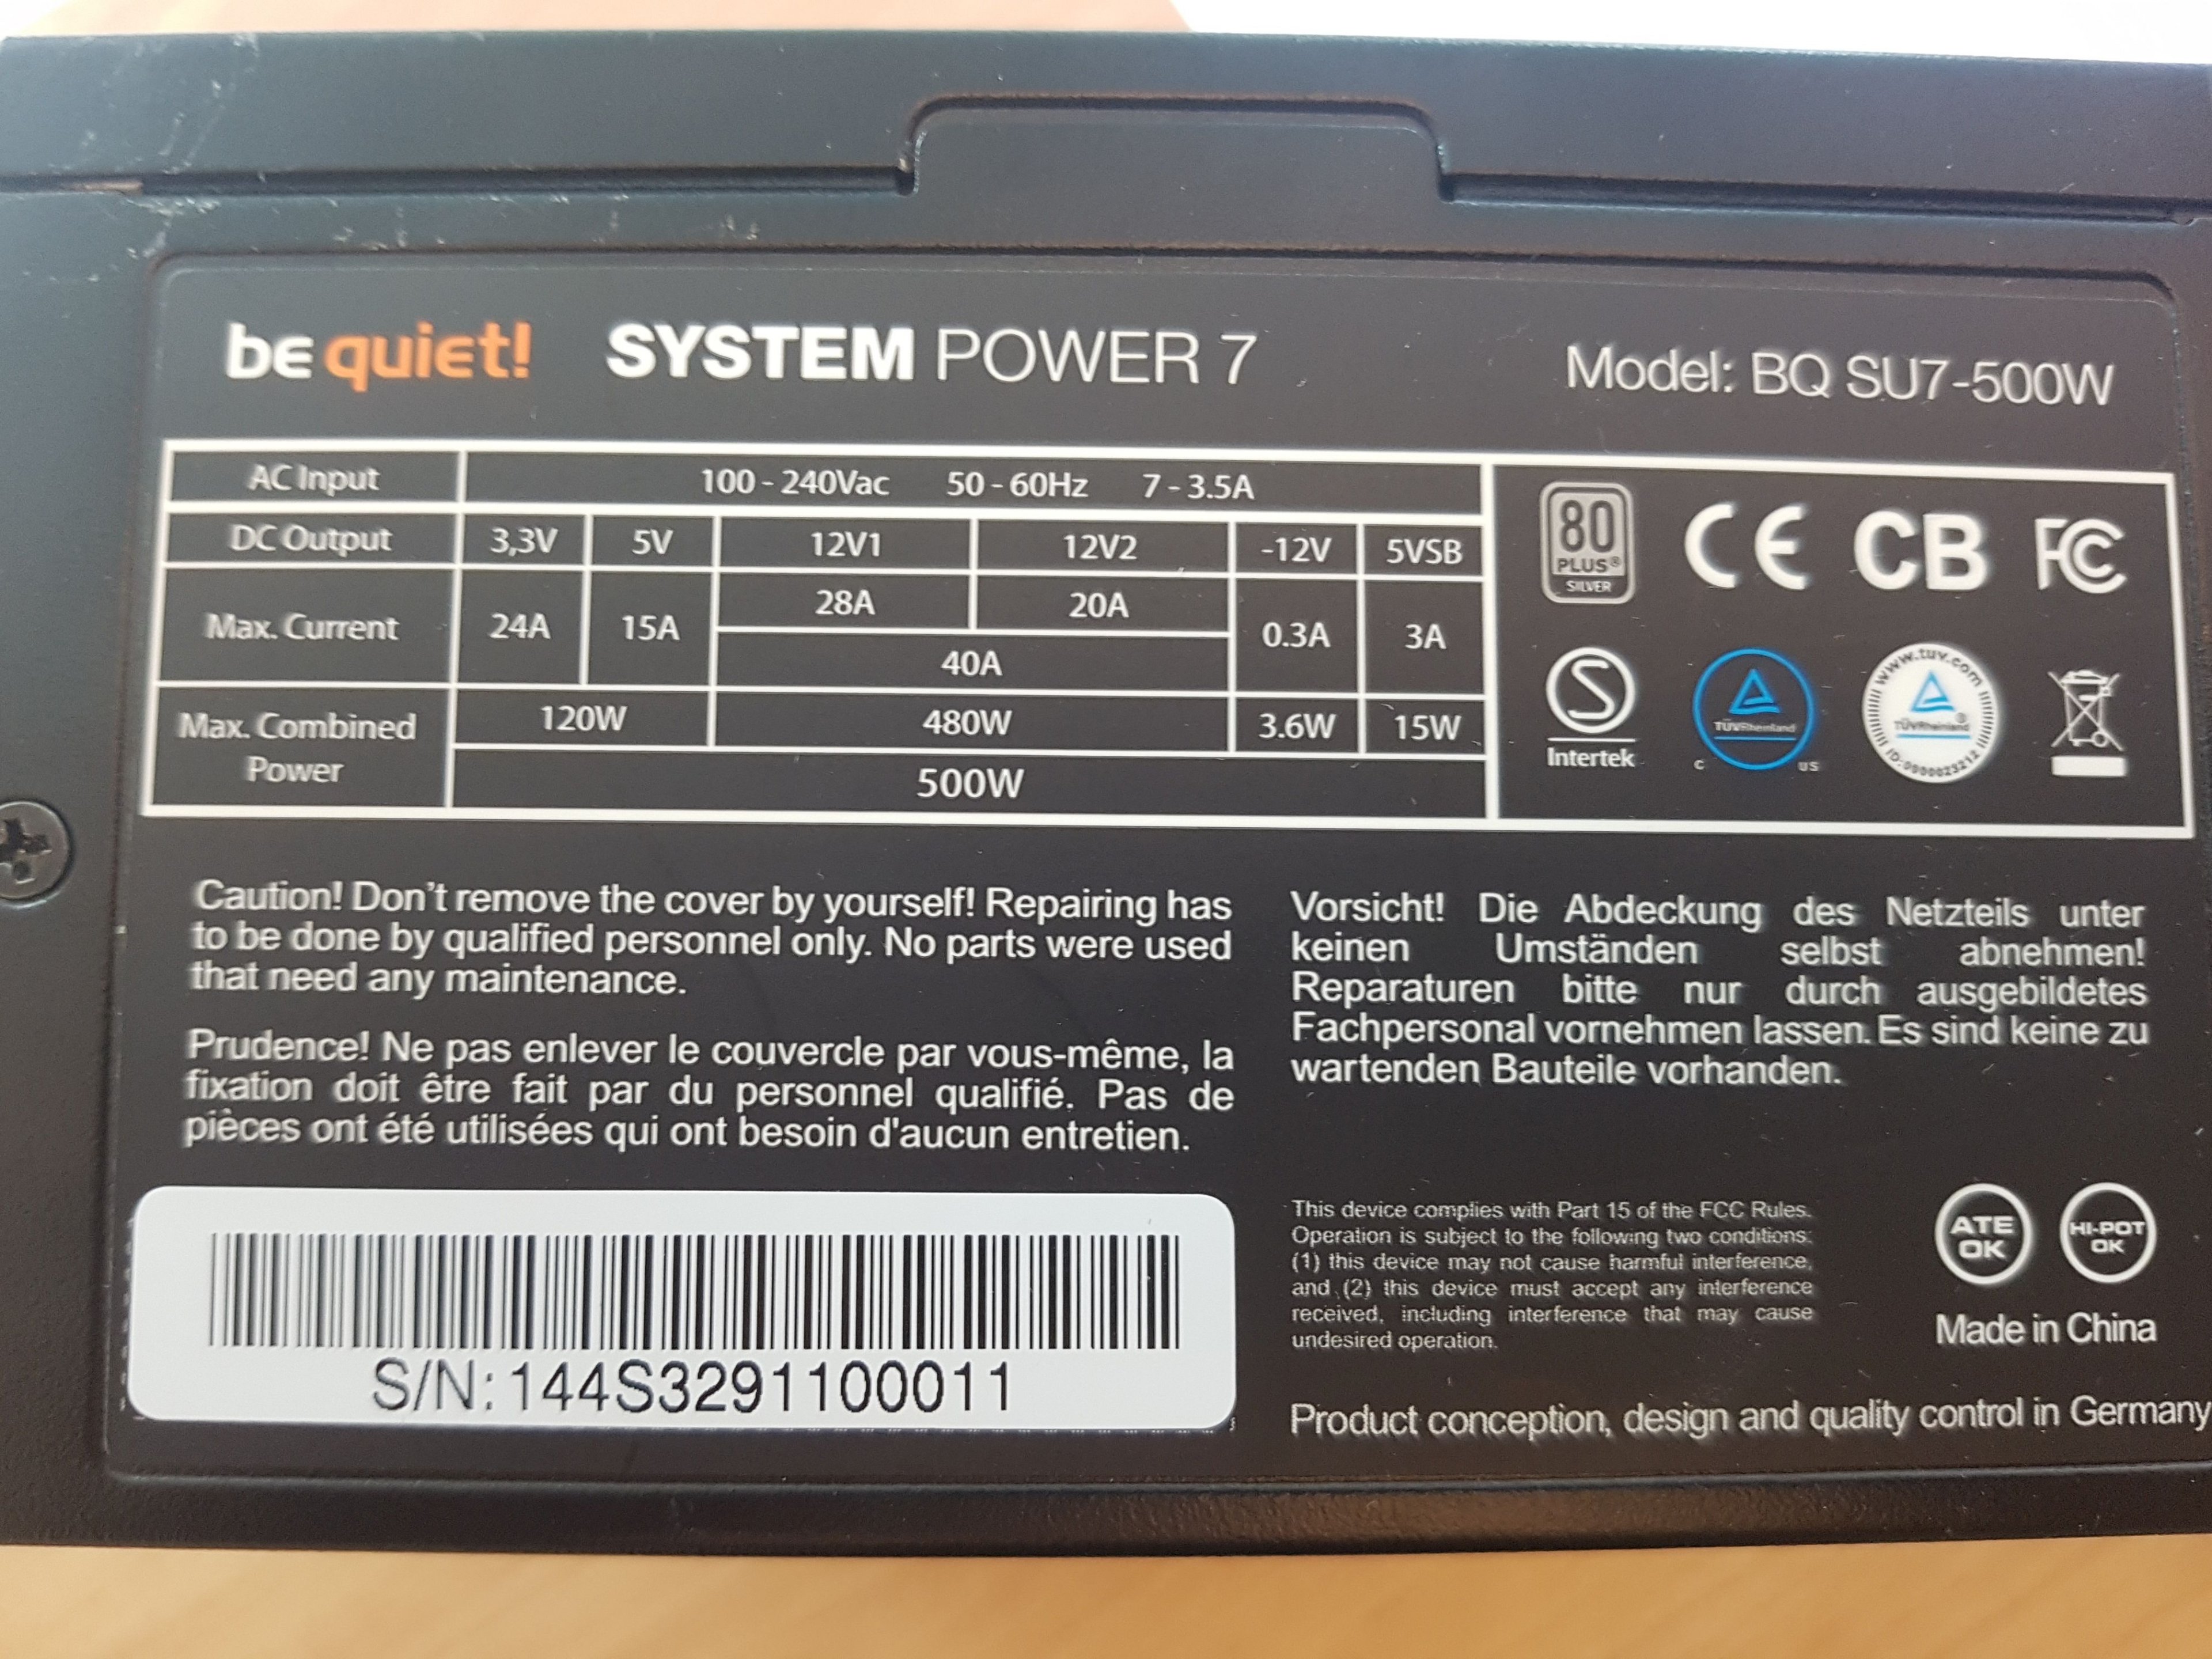 be quiet! SYSTEM POWER 7 Model: BQ SU7-500W
AC Input 100 - 240Vac 50 - 60Hz 7 - 3.5A
DC Output 3,3V 5V 12V1 12V2 -12V 5VSB
Max. Current 24A 15A 28A 20A 0.3A 3A
40A
Max. Combined Power 120W 480W 3.6W 15W
500W
80
PLUS®
SILVER
CE CB FC
Intertek
TÜVRheinland
C US
www.tuv.com
TÜVRheinland®
ID:0000023212
Caution! Don't remove the cover by yourself! Repairing has
to be done by qualified personnel only. No parts were used
that need any maintenance.
Prudence! Ne pas enlever le couvercle par vous-même, la
fixation doit être fait par du personnel qualifié. Pas de
pièces ont été utilisées qui ont besoin d'aucun entretien.
Vorsicht! Die Abdeckung des Netzteils unter
keinen Umständen selbst abnehmen!
Reparaturen bitte nur durch ausgebildetes
Fachpersonal vornehmen lassen. Es sind keine zu
wartenden Bauteile vorhanden.
S/N: 144S3291100011
This device complies with Part 15 of the FCC Rules.
Operation is subject to the following two conditions:
(1) this device may not cause harmful interference,
and (2) this device must accept any interference
received, including interference that may cause
undesired operation.
ATE
OK
HI-POT
OK
Made in China
Product conception, design and quality control in Germany